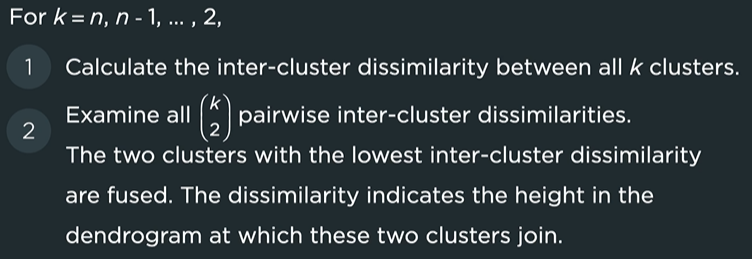 For k = n, n - 1, ... , 2,
1 Calculate the inter-cluster dissimilarity between all k clusters.
2 Examine all (k 2) pairwise inter-cluster dissimilarities.
The two clusters with the lowest inter-cluster dissimilarity
are fused. The dissimilarity indicates the height in the
dendrogram at which these two clusters join.